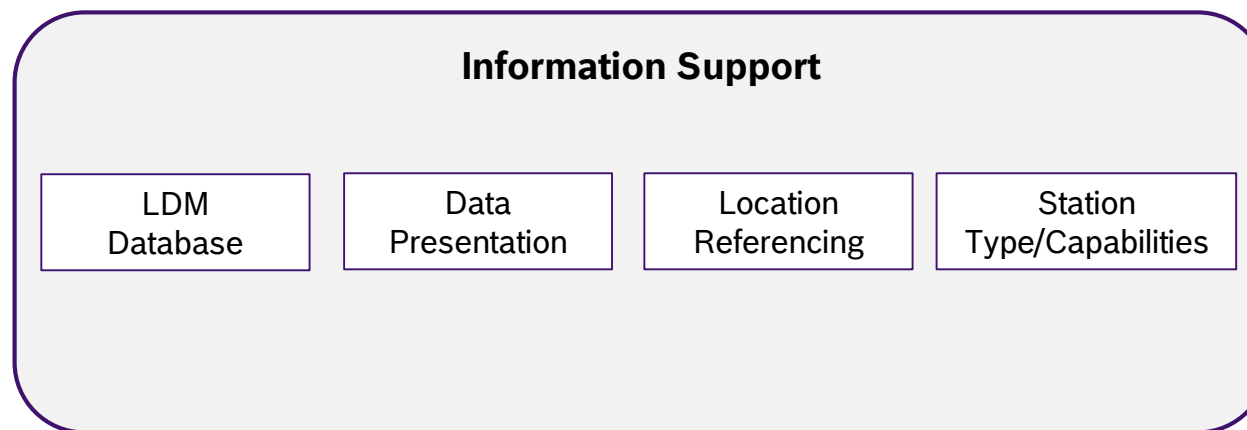 Information Support
LDM
Database
Data
Presentation
Location
Referencing
Station
Type/Capabilities